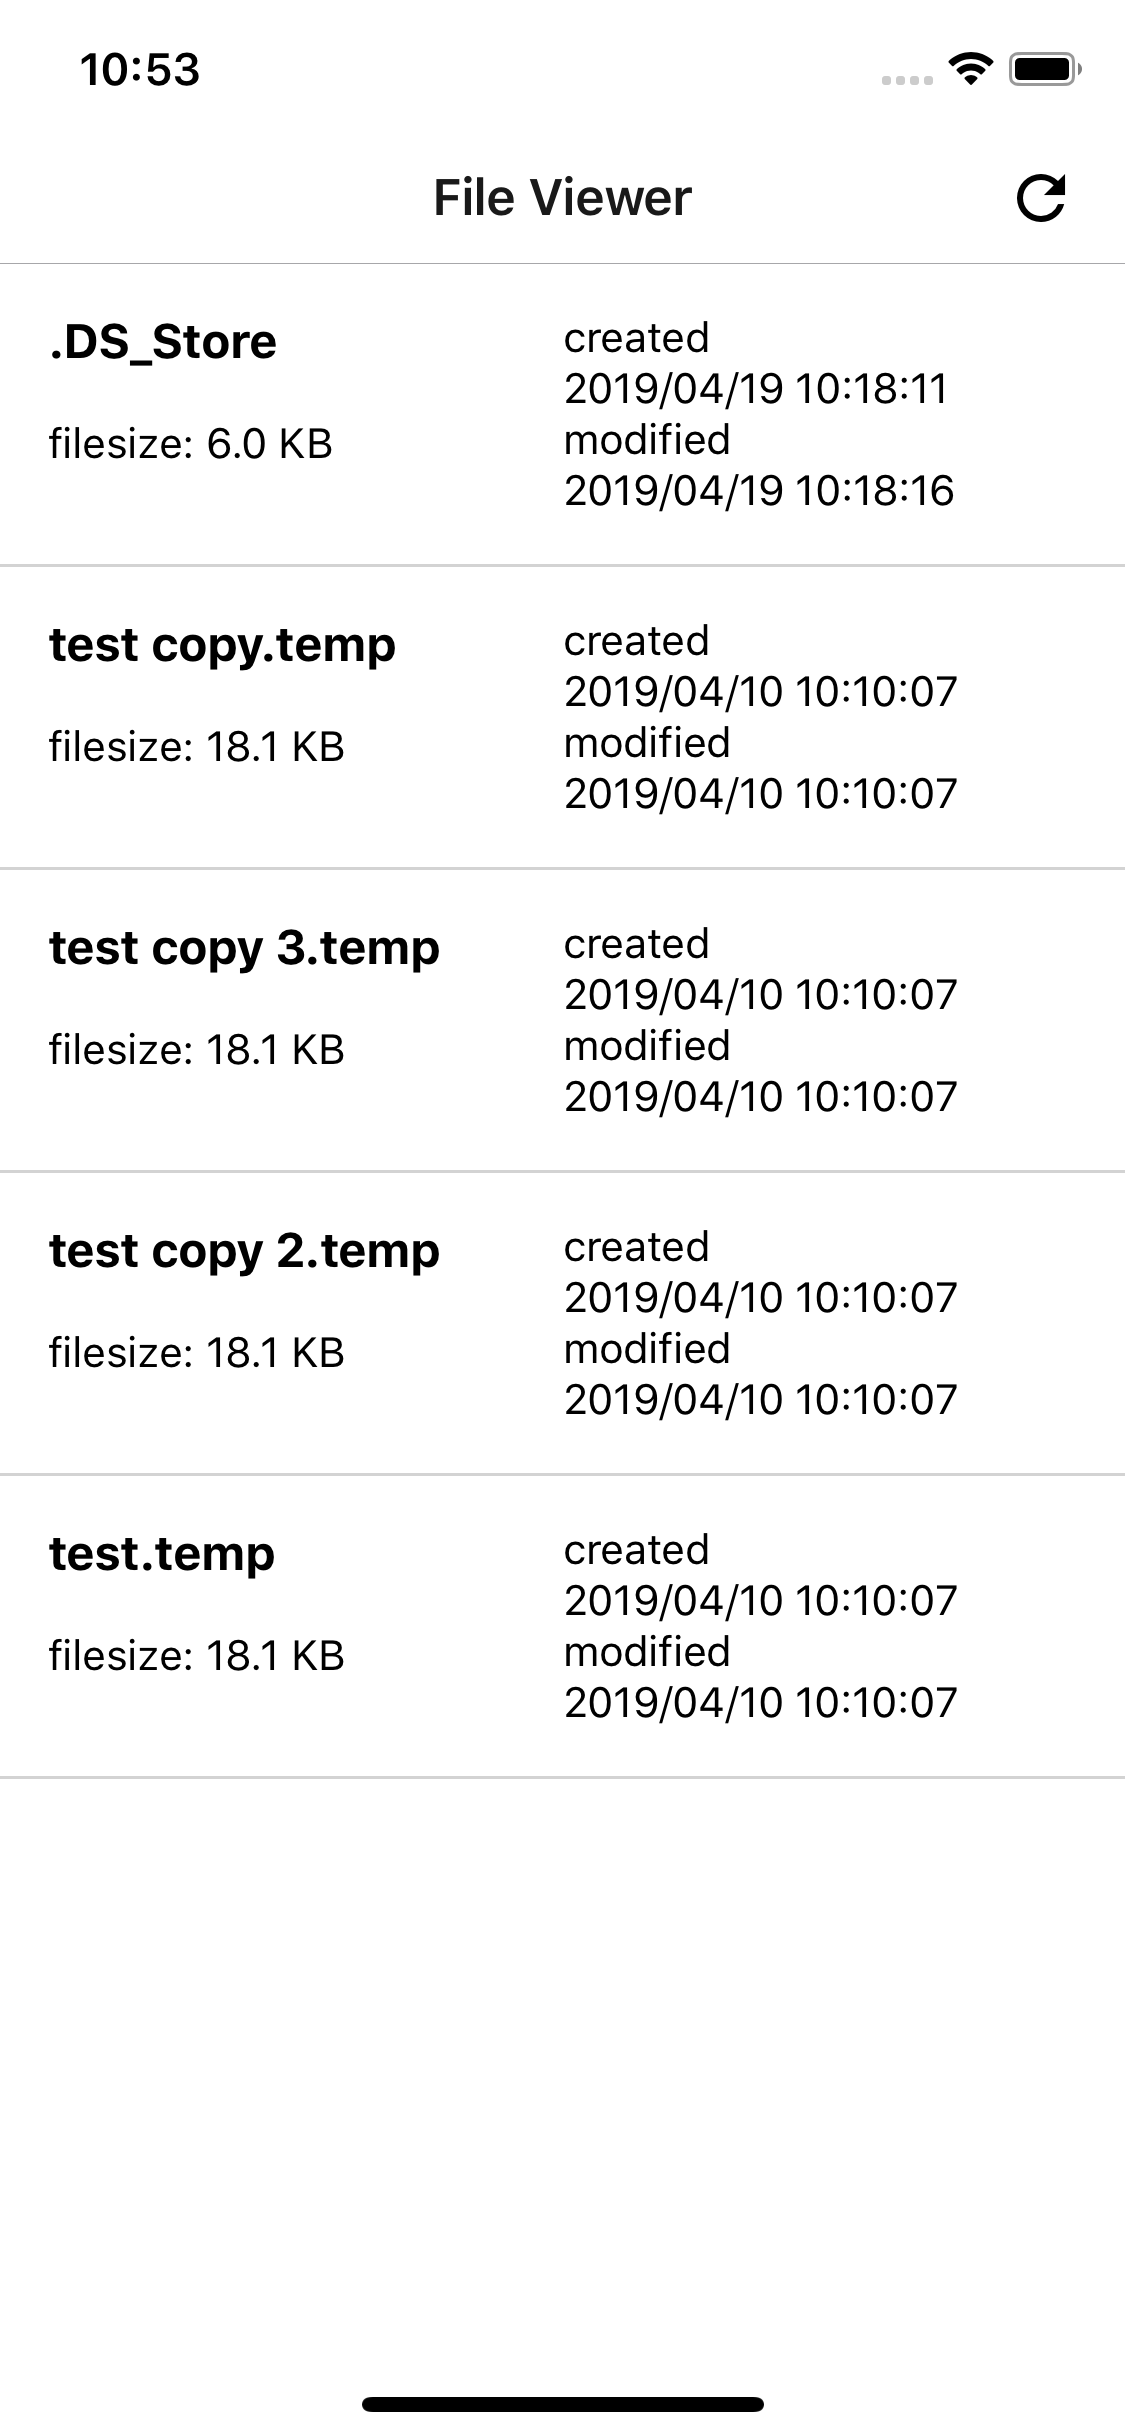 10:53
File Viewer
.DS_Store
filesize: 6.0 KB
created
2019/04/19 10:18:11
modified
2019/04/19 10:18:16
test copy.temp
filesize: 18.1 KB
created
2019/04/10 10:10:07
modified
2019/04/10 10:10:07
test copy 3.temp
filesize: 18.1 KB
created
2019/04/10 10:10:07
modified
2019/04/10 10:10:07
test copy 2.temp
filesize: 18.1 KB
created
2019/04/10 10:10:07
modified
2019/04/10 10:10:07
test.temp
filesize: 18.1 KB
created
2019/04/10 10:10:07
modified
2019/04/10 10:10:07